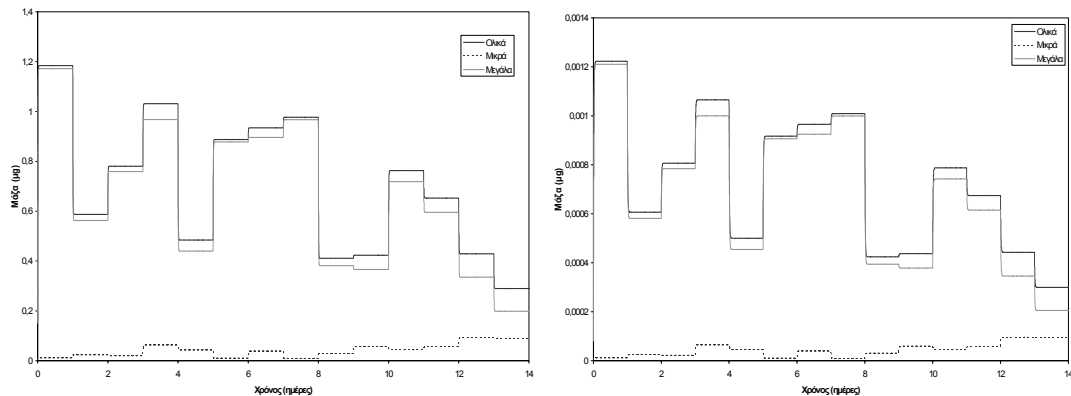 1,4
1,2
1
0,8
0,6
0,4
0,2
0
Μάζα (μg)
0 2 4 6 8 10 12 14
Χρόνος (ημέρες)
Ολικά
Μικρά
Μεγάλα
0,0014
0,0012
0,001
0,0008
0,0006
0,0004
0,0002
0
Μάζα (μg)
0 2 4 6 8 10 12 14
Χρόνος (ημέρες)
Ολικά
Μικρά
Μεγάλα